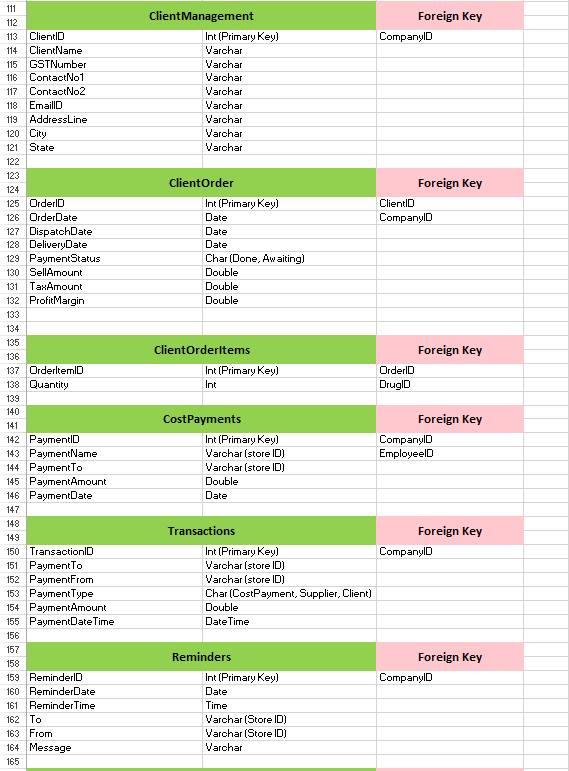 111
112 ClientManagement Foreign Key
113 ClientID Int (Primary Key) CompanyID
114 ClientName Varchar
115 GSTNumber Varchar
116 ContactNo1 Varchar
117 ContactNo2 Varchar
118 EmailID Varchar
119 AddressLine Varchar
120 City Varchar
121 State Varchar
122
123
124 ClientOrder Foreign Key
125 OrderID Int (Primary Key) ClientID
126 OrderDate Date CompanyID
127 DispatchDate Date
128 DeliveryDate Date
129 PaymentStatus Char (Done, Awaiting)
130 SellAmount Double
131 TaxAmount Double
132 ProfitMargin Double
133
134
135
136 ClientOrderItems Foreign Key
137 OrderItemID Int (Primary Key) OrderID
138 Quantity Int DrugID
139
140
141 CostPayments Foreign Key
142 PaymentID Int (Primary Key) CompanyID
143 PaymentName Varchar (store ID) EmployeeID
144 PaymentTo Varchar (store ID)
145 PaymentAmount Double
146 PaymentDate Date
147
148
149 Transactions Foreign Key
150 TransactionID Int (Primary Key) CompanyID
151 PaymentTo Varchar (store ID)
152 PaymentFrom Varchar (store ID)
153 PaymentType Char (CostPayment, Supplier, Client)
154 PaymentAmount Double
155 PaymentDateTime DateTime
156
157
158 Reminders Foreign Key
159 ReminderID Int (Primary Key) CompanyID
160 ReminderDate Date
161 ReminderTime Time
162 To Varchar (Store ID)
163 From Varchar (Store ID)
164 Message Varchar
165